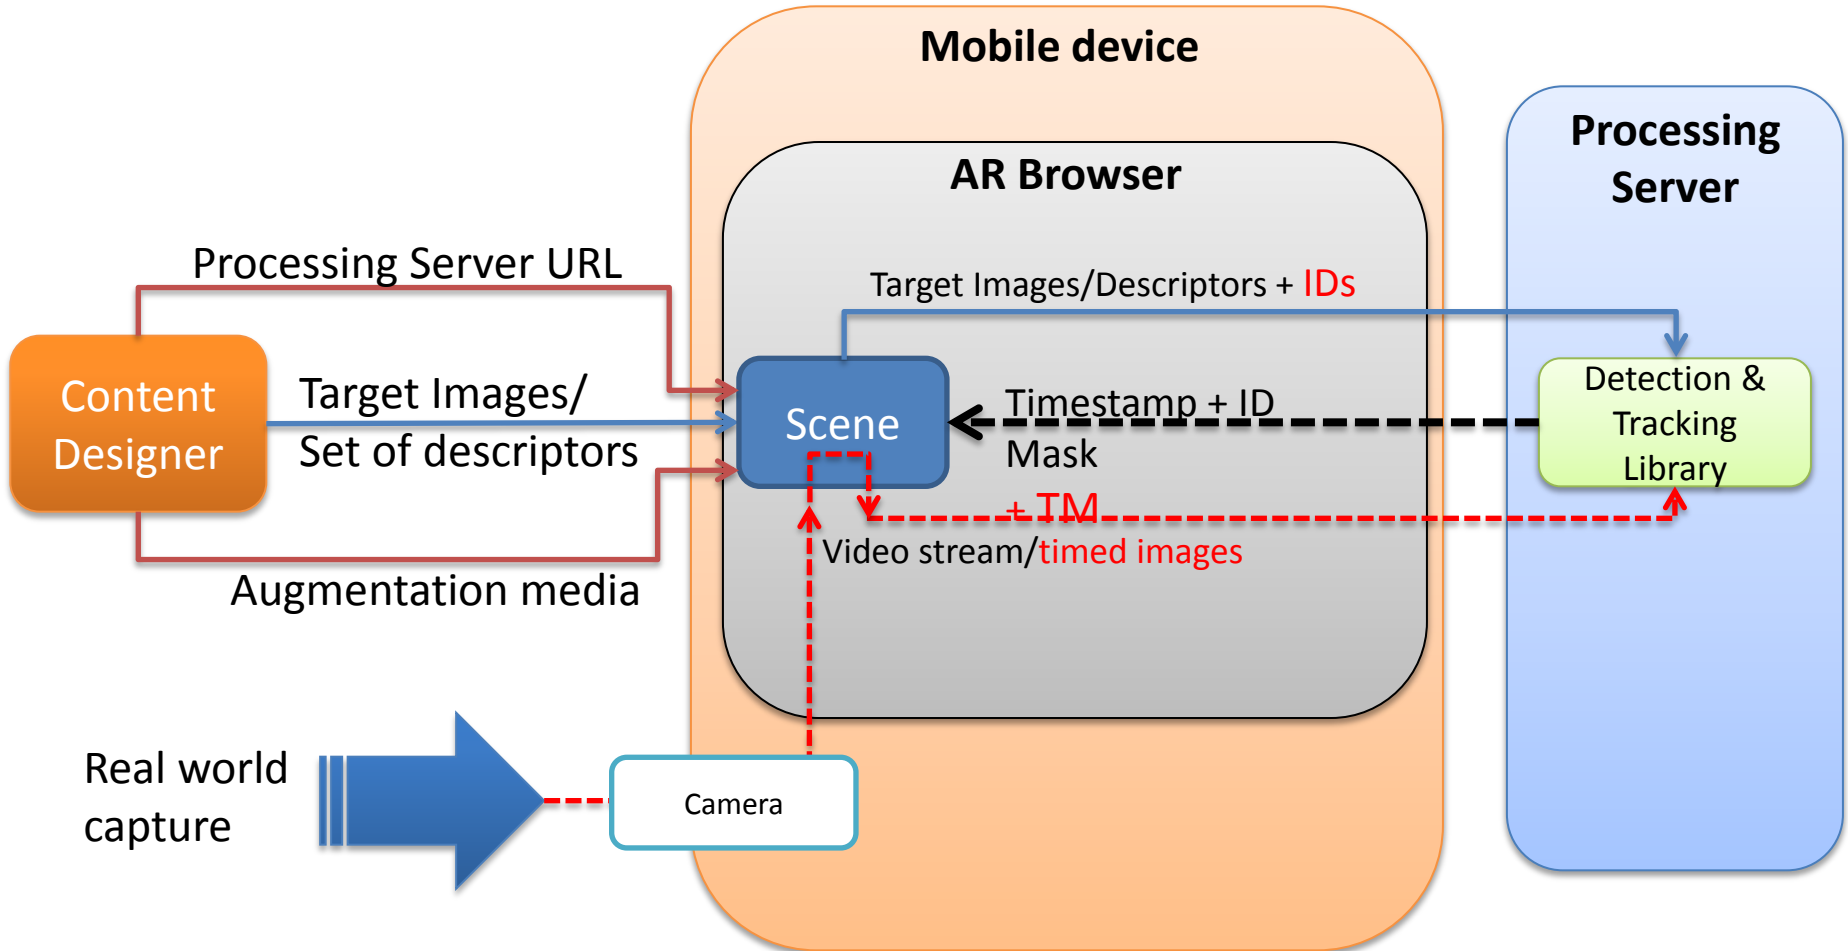 Mobile device
Processing
Server
AR Browser
Processing Server URL
Target Images/Descriptors + IDs
Content
Designer
Target Images/
Set of descriptors
Scene
Timestamp + ID
Mask
+ TM
Detection &
Tracking
Library
Video stream/timed images
Augmentation media
Real world
capture
Camera